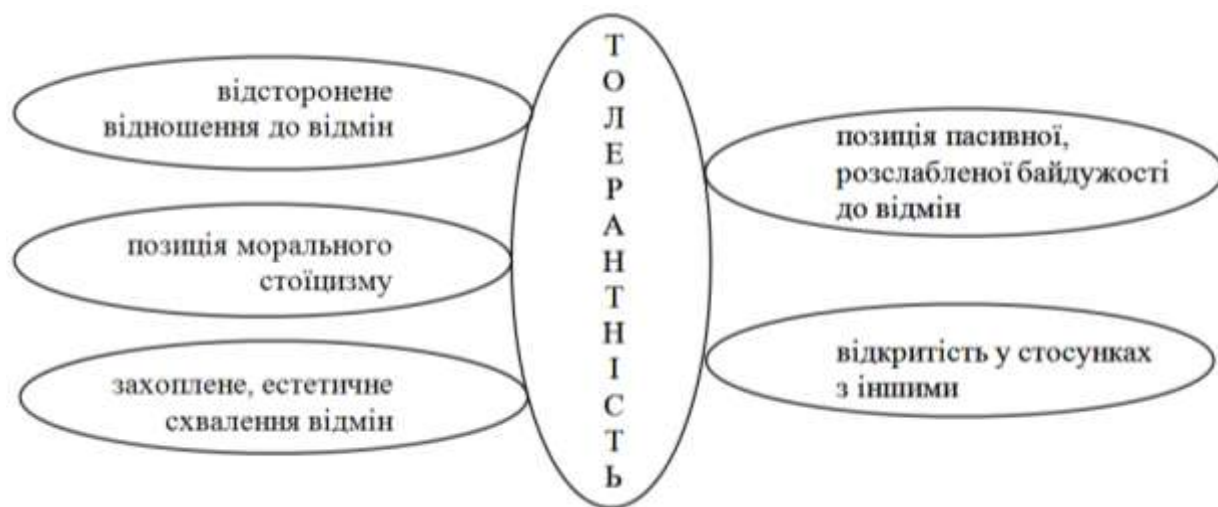 відсторонене
відношення до відмін
позиція морального
стоїцизму
захоплене, естетичне
схвалення відмін
ТОЛЕРАНТНІСТЬ
позиція пасивної,
розслабленої байдужості
до відмін
відкритість у стосунках
з іншими